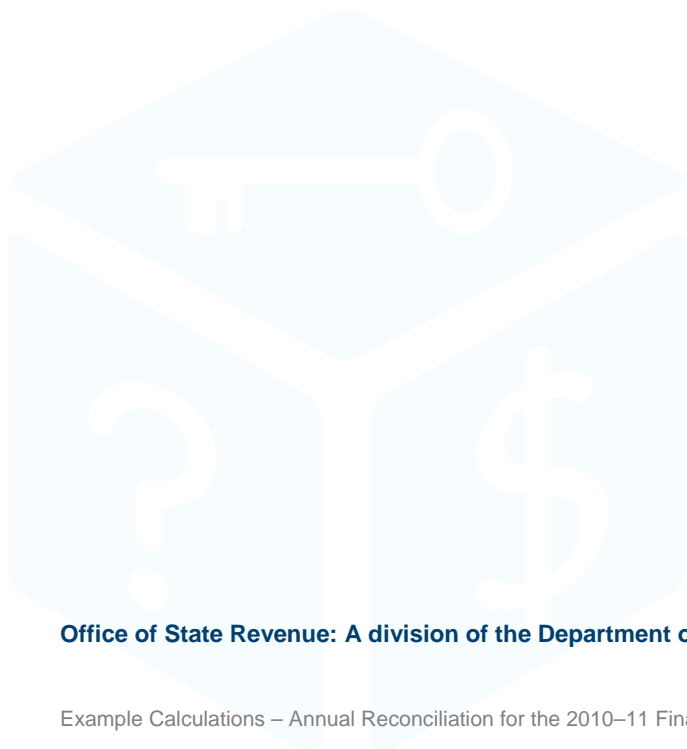 Office of State Revenue: A division of the Department
Example Calculations – Annual Reconciliation for the 2010–11